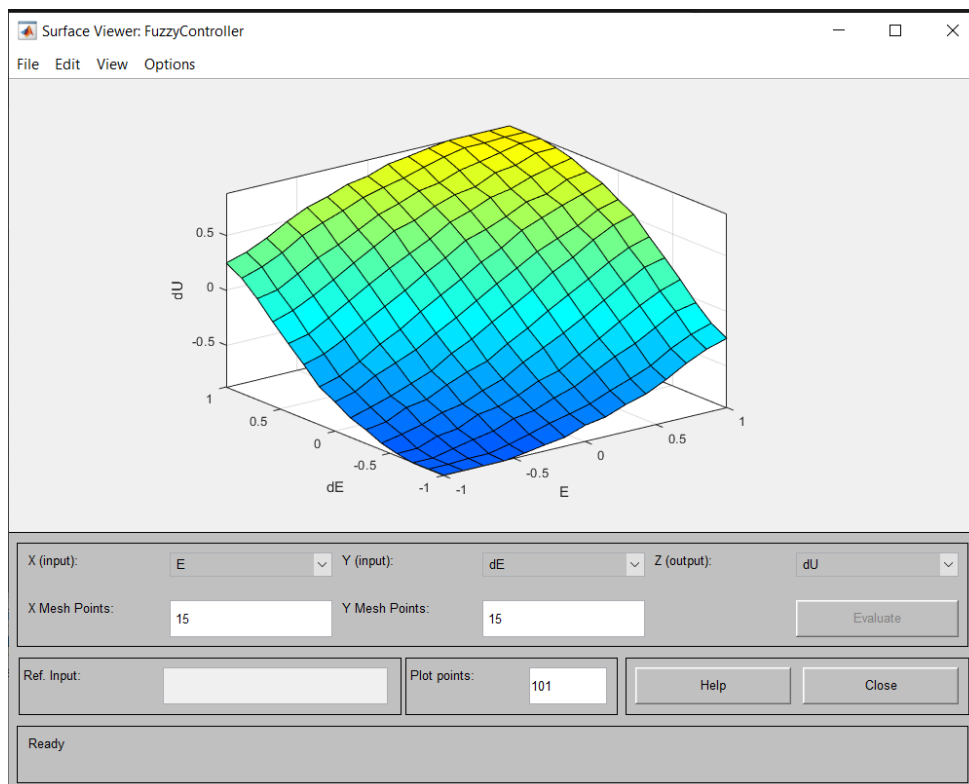 Surface Viewer: FuzzyController
File Edit View Options
0.5
0
-0.5
dU
1
0.5
0
-0.5
-1
dE
-1
-0.5
0
0.5
1
E
X (input):
E
Y (input):
dE
Z (output):
dU
X Mesh Points:
15
Y Mesh Points:
15
Evaluate
Ref. Input:
Plot points:
101
Help
Close
Ready